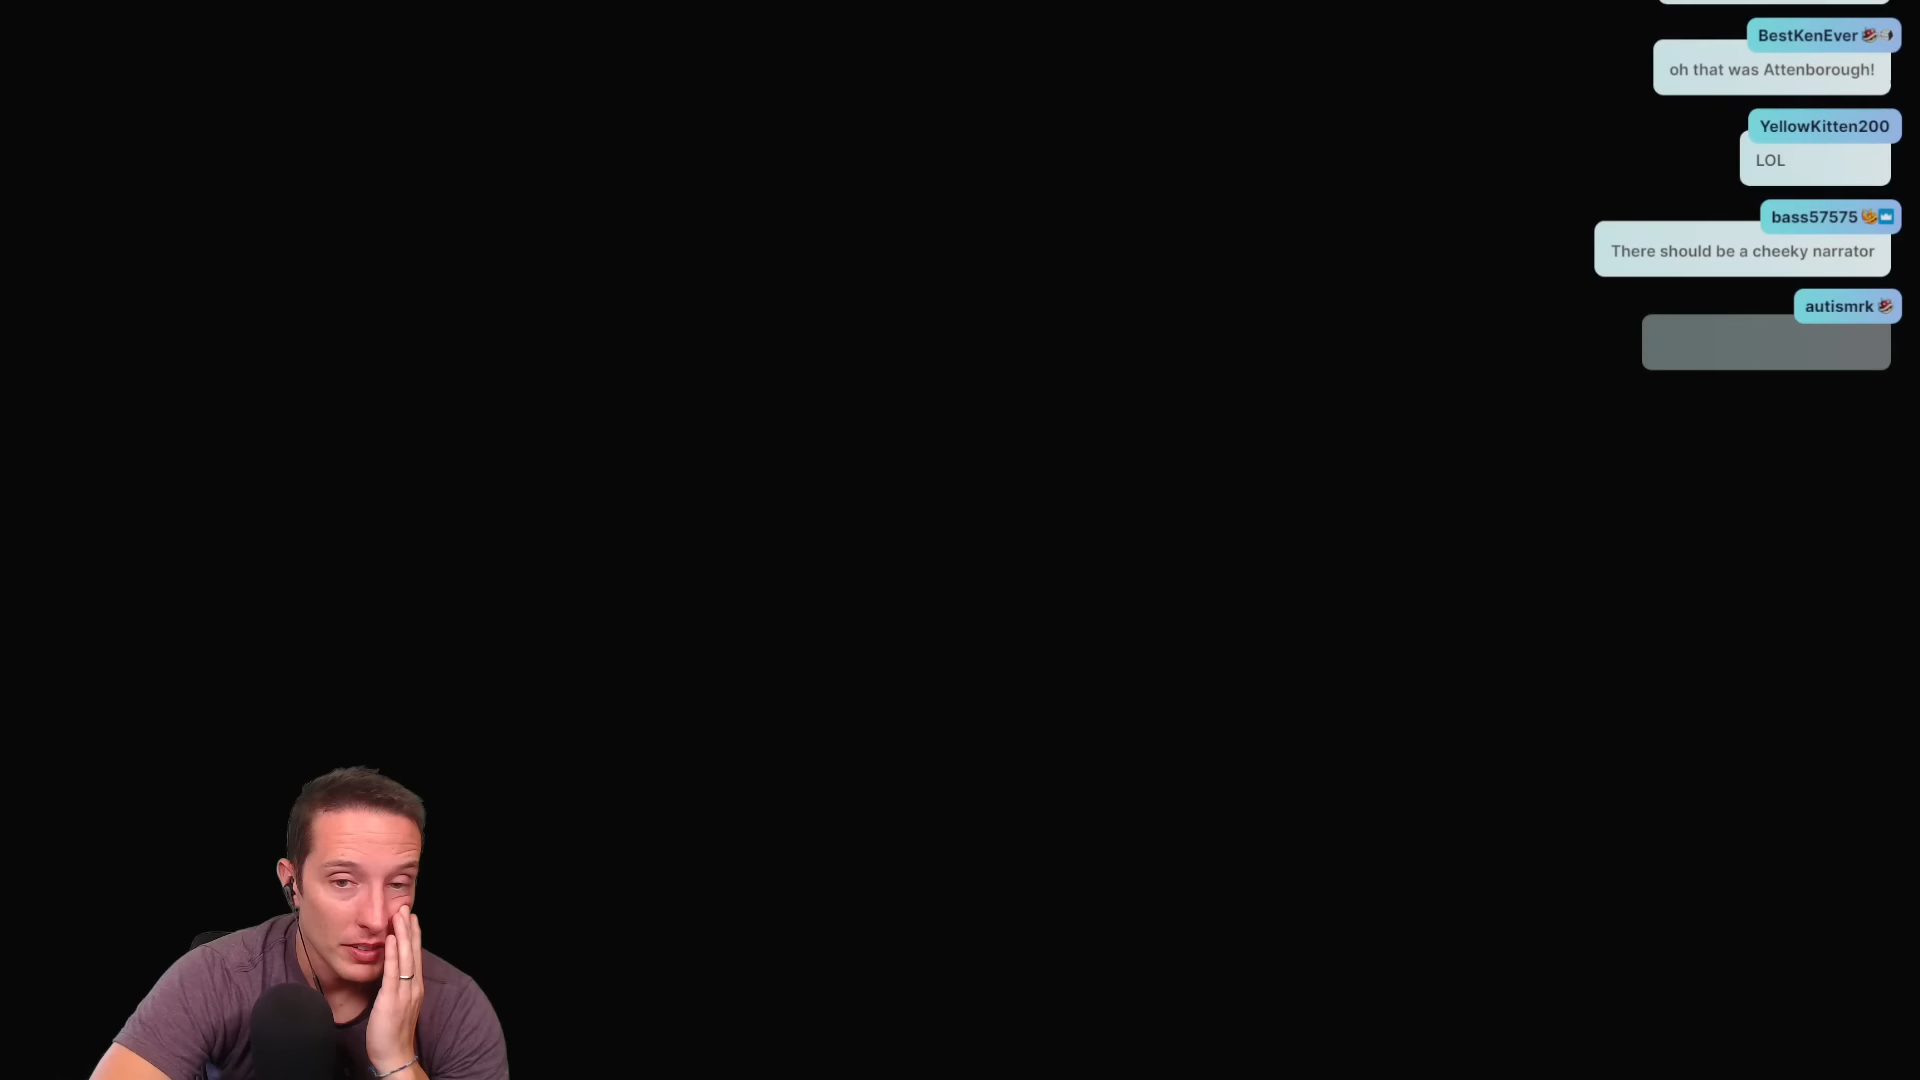 BestKenEver
oh that was Attenborough!
YellowKitten200
LOL
bass57575
There should be a cheeky narrator
autismrk